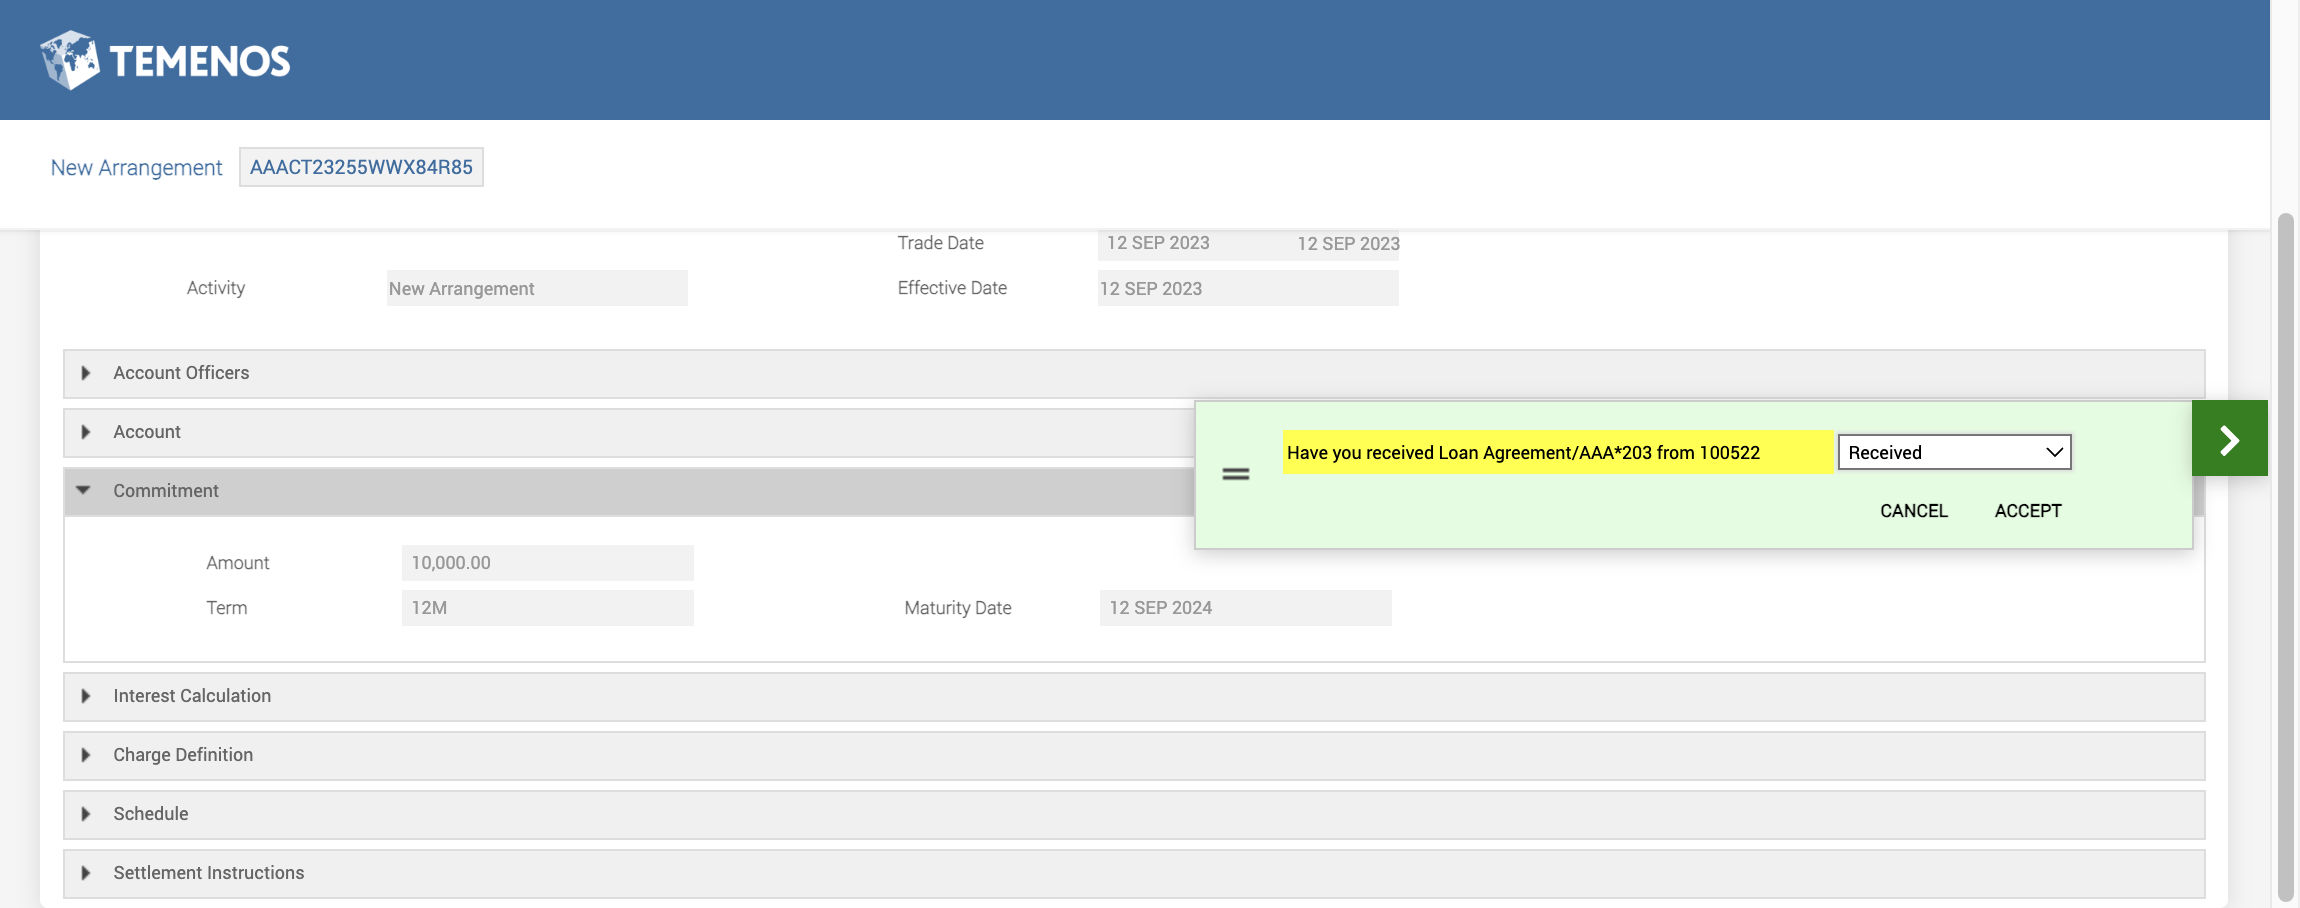 TEMENOS
New Arrangement AAACT23255WWX84R85
Trade Date 12 SEP 2023 12 SEP 2023
Activity New Arrangement Effective Date 12 SEP 2023
Account Officers
Account
Have you received Loan Agreement/AAA*203 from 100522 Received
Commitment
CANCEL ACCEPT
Amount 10,000.00
Term 12M Maturity Date 12 SEP 2024
Interest Calculation
Charge Definition
Schedule
Settlement Instructions